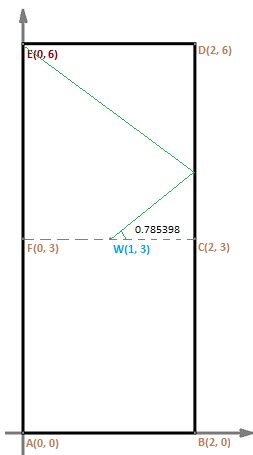 E(0, 6)
D(2, 6)
0.785398
F(0, 3)
W(1, 3)
C(2, 3)
A(0, 0)
B(2, 0)